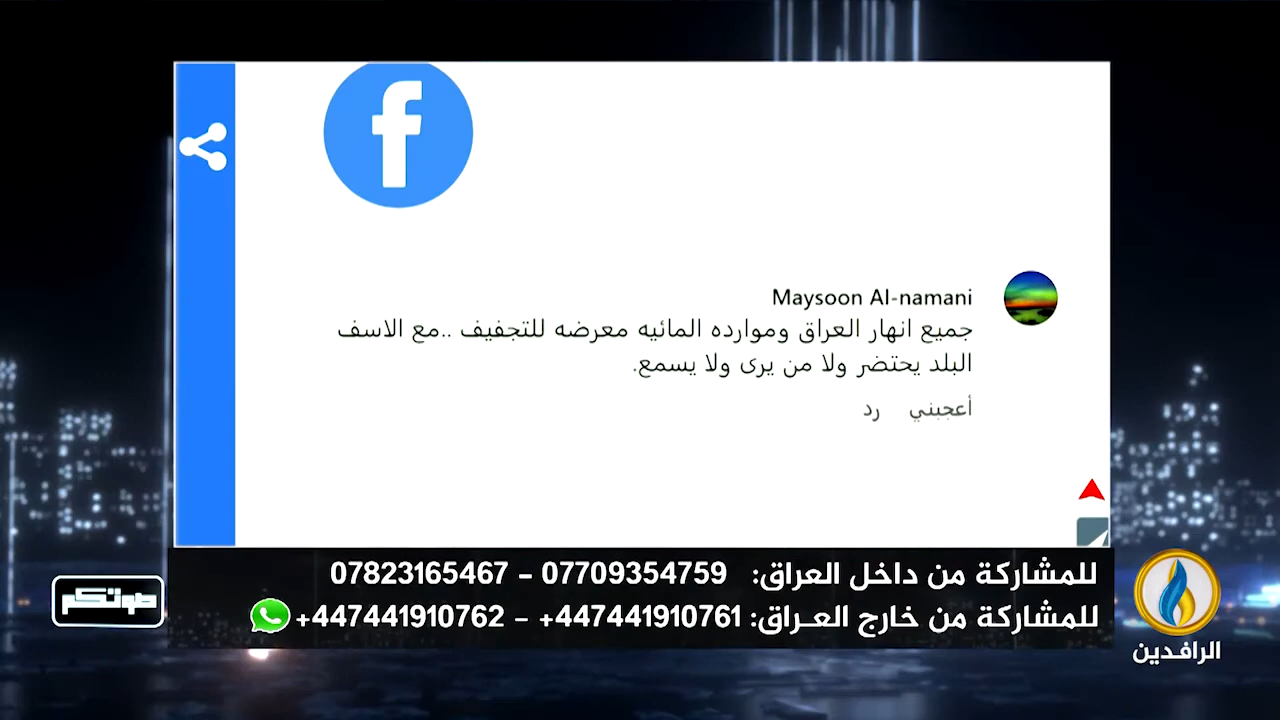 Maysoon Al-namani
جميع انهار العراق وموارده المائيه معرضه للتجفيف ..مع الاسف
البلد يحتضر ولا من يرى ولا يسمع.
أعجبني رد
للمشاركة من داخل العراق: 07709354759 - 07823165467
للمشاركة من خارج العـراق: 447441910761+ - 447441910762+
صوتكم
الرافدين